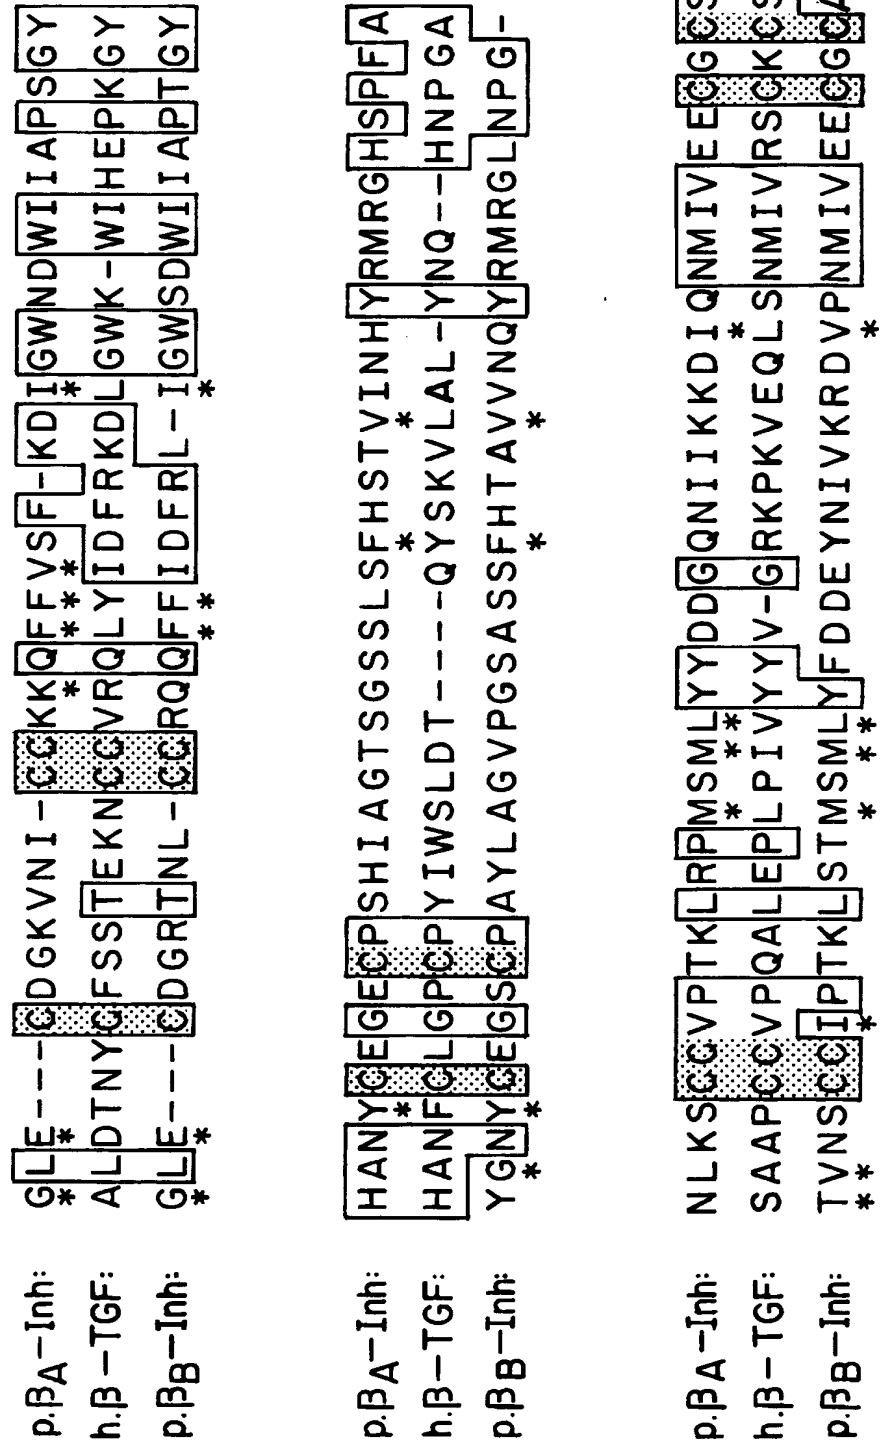 p.βA–Inh: GLE---CDGKVNI-CCKKQFFVSF-KDIGWNDWIIAPSGY
* * * * * * *
h.β–TGF: ALDTNYCFSSTEKNCCVRQLYIDFRKDLGWK-WIHEPKGY
p.βB–Inh: GLE---CDGRTNL-CCRQQFFIDFRL-IGWSDWIIAPTGY
* * * * *
p.βA–Inh: HANYCEGECPSHIAGTSGSSLSFHSTVINHYRMRGHSPFA
* * *
h.β–TGF: HANFCLGPCPYIWSLDT----QYSKVLAL-YNQ--HNPGA
p.βB–Inh: YGNYCEGSCPAYLAGVPGSASSFHTAVVNQYRMRGLNPG-
* * * *
p.βA–Inh: NLKSCCVPTKLRPMSMLYYDDGQNIIKKDIQNMIVEECGCS
* * * *
h.β–TGF: SAAPCCVPQALEPLPIVYYV-GRKPKVEQLSNMIVRSCKCS
p.βB–Inh: TVNSCCIPTKLSTMSMLYFDDEYNIVKRDVPNMIVEECGCA
* * * * * * *